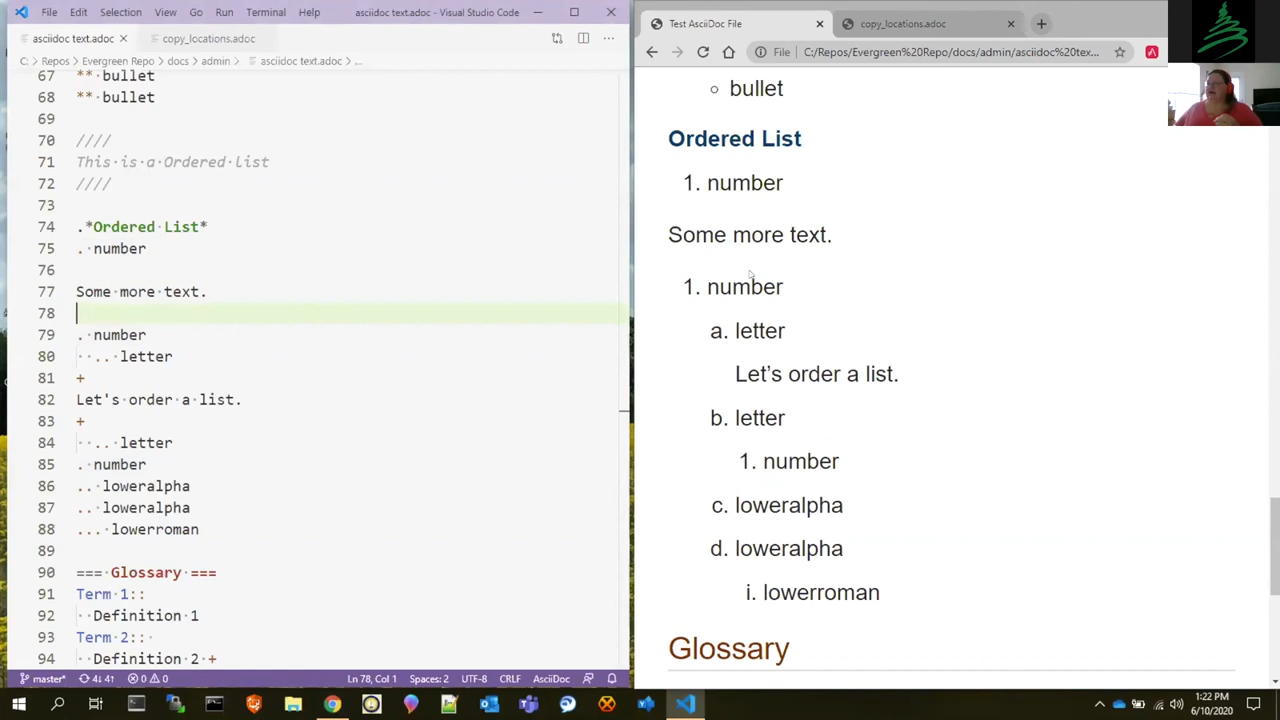 File Edit Selection View Go Run Terminal Help asciidoc text.adoc - Visual Studio Code
asciidoc text.adoc copy_locations.adoc
C: > Repos > Evergreen Repo > docs > admin > asciidoc text.adoc > ...
67 ** bullet
68 ** bullet
69
70 ////
71 This is a Ordered list
72 ////
73
74 .*Ordered List*
75 . number
76
77 Some more text.
78
79 . number
80 .. letter
81 +
82 Let's order a list.
83 +
84 .. letter
85 . number
86 .. loweralpha
87 .. loweralpha
88 ... lowerroman
89
90 === Glossary ===
91 Term 1::
92 Definition 1
93 Term 2::
94 Definition 2 +
master* 4↓ 4↑ 0 0 Ln 78, Col 1 Spaces: 2 UTF-8 CRLF AsciiDoc
Test AsciiDoc File copy_locations.adoc
File C:/Repos/Evergreen%20Repo/docs/admin/asciidoc%20tex...
bullet
Ordered List
1. number
Some more text.
1. number
a. letter
Let’s order a list.
b. letter
1. number
c. loweralpha
d. loweralpha
i. lowerroman
Glossary
1:22 PM
6/10/2020